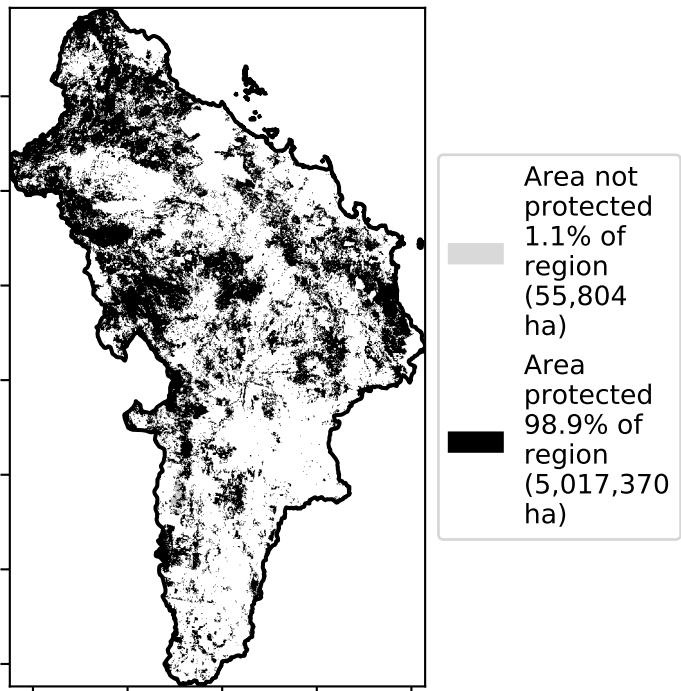 Area not
protected
1.1% of
region
(55,804
ha)
Area
protected
98.9% of
region
(5,017,370
ha)